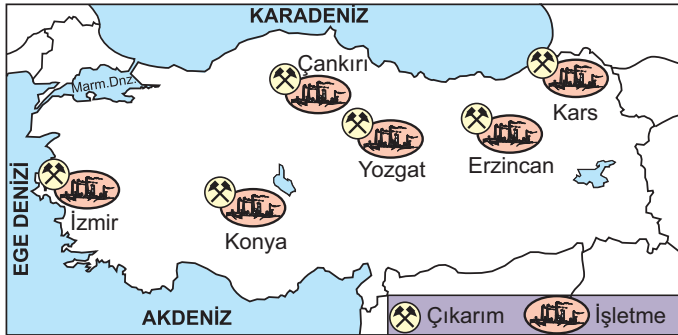 KARADENİZ
Marm.Dnz.
Çankırı
Kars
Yozgat
Erzincan
EGE DENİZİ
İzmir
Konya
AKDENİZ
Çıkarım
İşletme